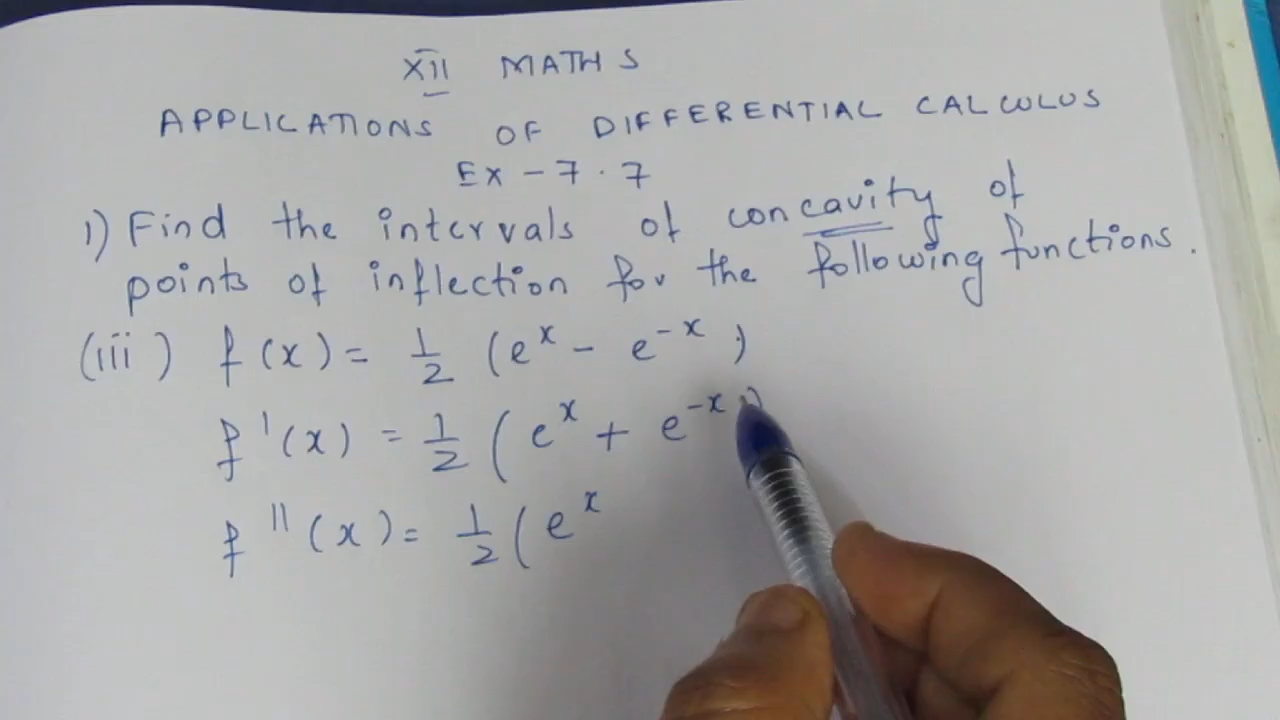 XII MATHS
APPLICATIONS OF DIFFERENTIAL CALCULUS
EX - 7.7
1) Find the intervals of concavity of
points of inflection for the following functions.
(iii) f(x) = 1/2 (e^x - e^-x)
f'(x) = 1/2 (e^x + e^-x)
f''(x) = 1/2 (e^x